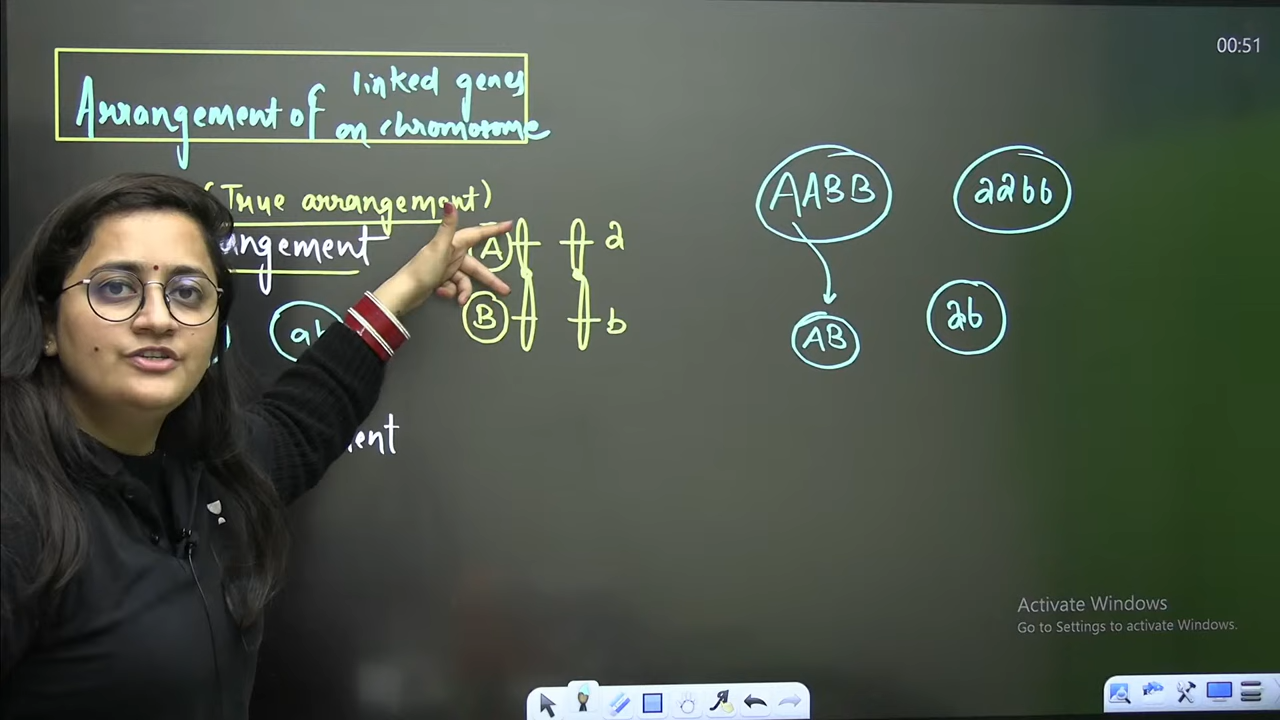 00:51
Arrangement of linked genes
on chromosome
(True arrangement)
angement
A a
B b
ab
ent
AABB
aabb
AB
ab
Activate Windows
Go to Settings to activate Windows.